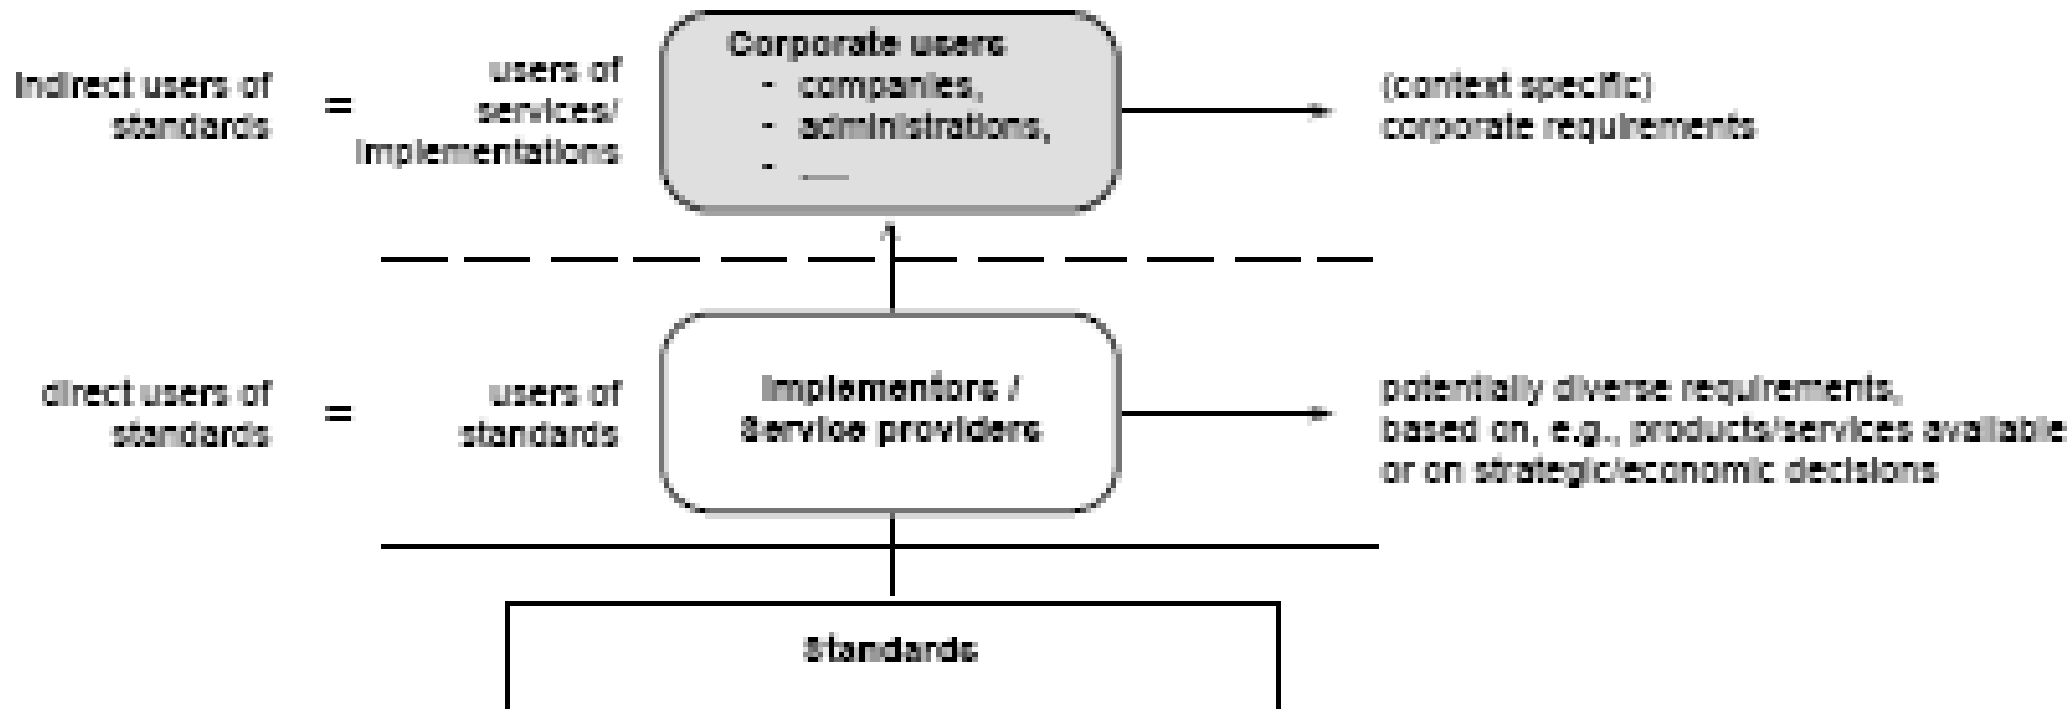 Corporate users
- companies,
- administrations,
-
indirect users of
standards
=
users of
services/
implementations
(context specific)
corporate requirements
direct users of
standards
=
users of
standards
Implementors /
Service providers
potentially diverse requirements,
based on, e.g., products/services available
or on strategic/economic decisions
Standards